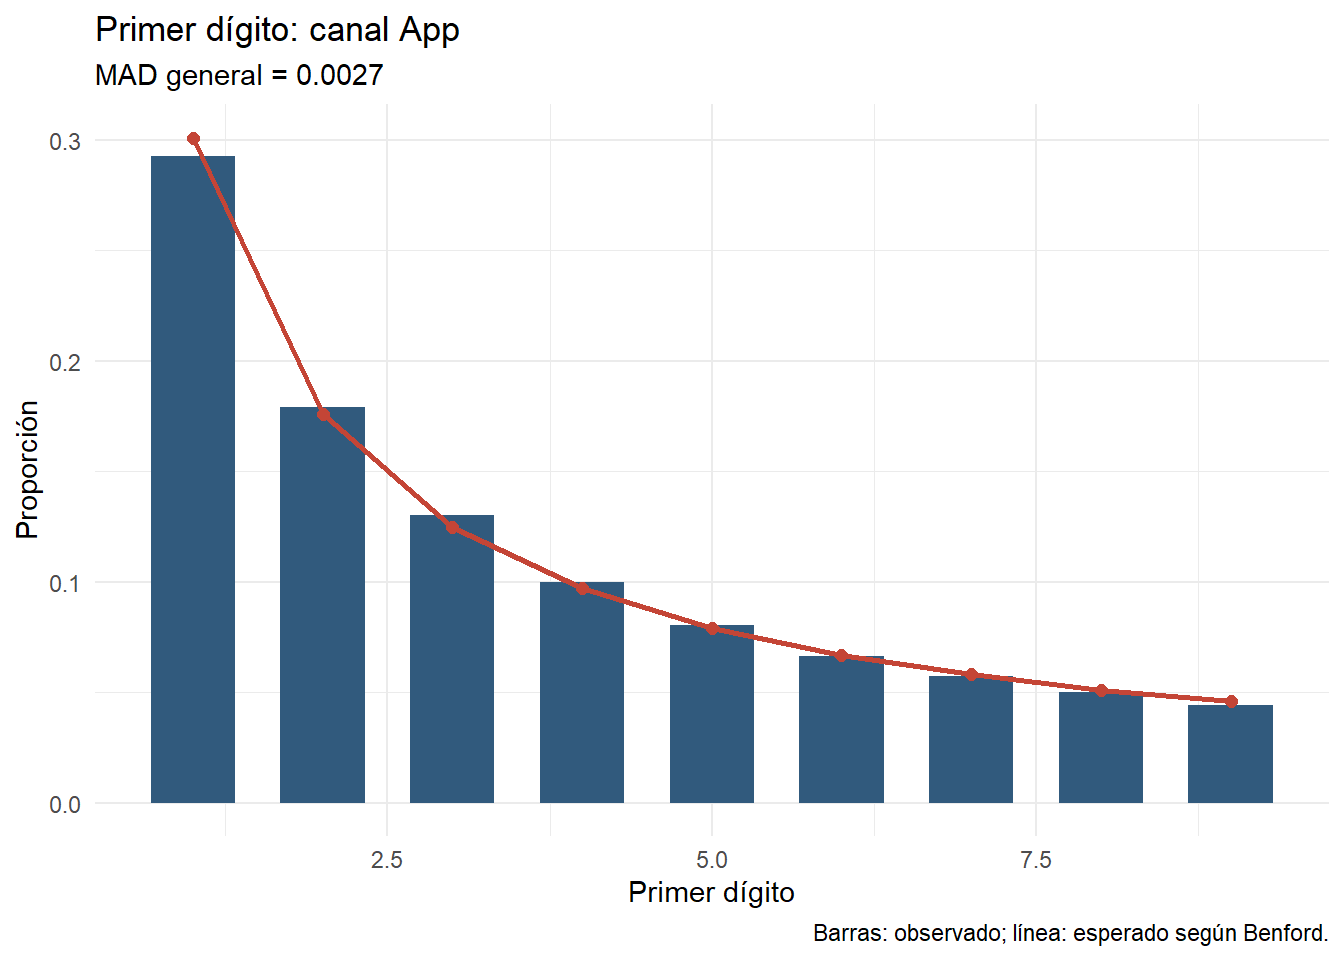 Primer dígito: canal App
MAD general = 0.0027
Proporción
0.3
0.2
0.1
0.0
2.5 5.0 7.5
Primer dígito
Barras: observado; línea: esperado según Benford.